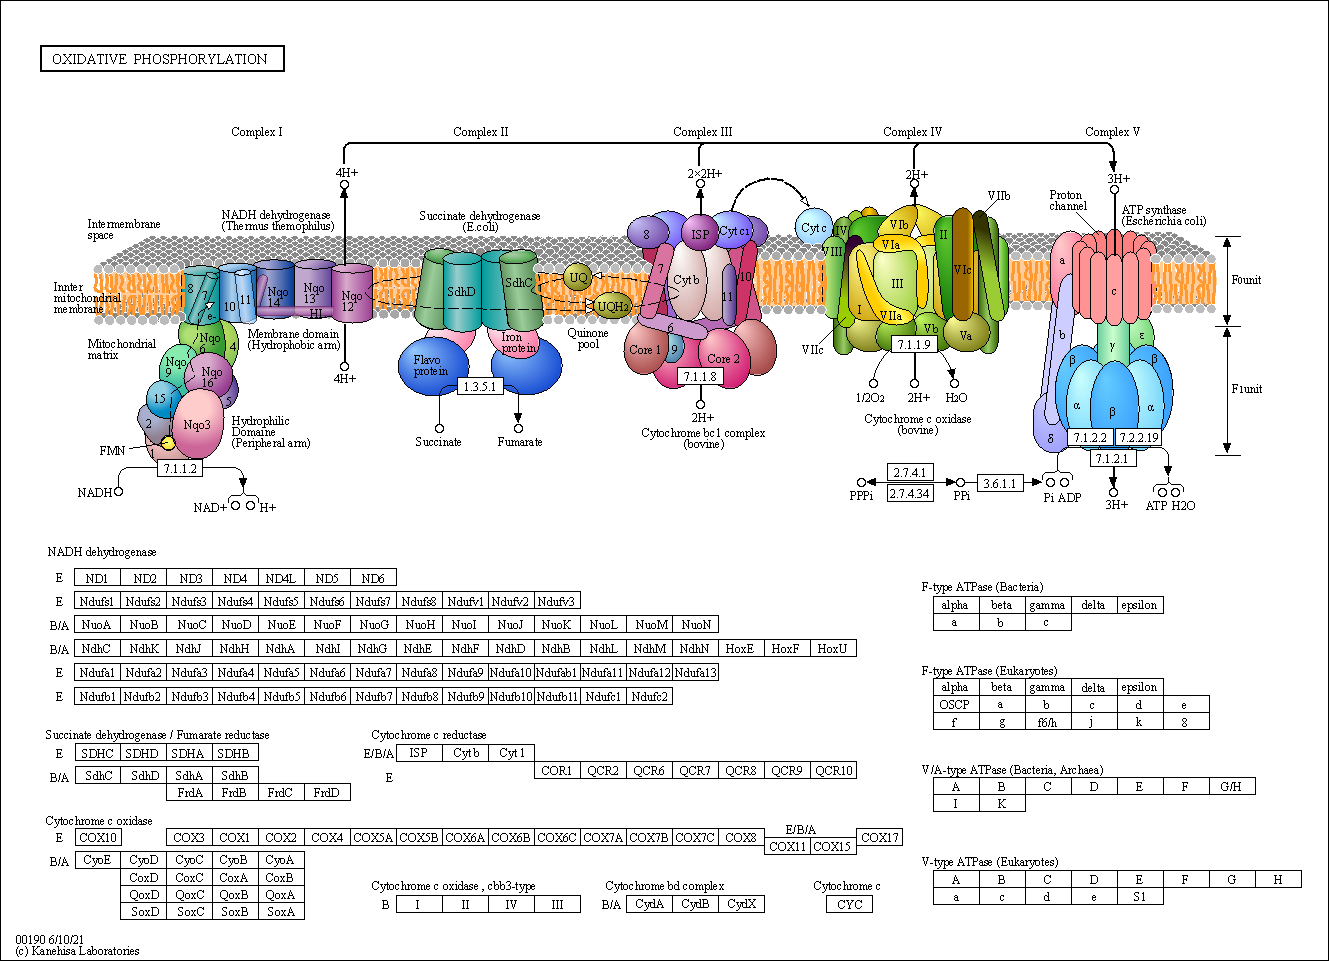 OXIDATIVE PHOSPHORYLATION
Complex I
Complex II
Complex III
Complex IV
Complex V
4H+
2×2H+
2H+
3H+
Intermembrane
space
NADH dehydrogenase
(Thermus themophilus)
Succinate dehydrogenase
(E.coli)
8
ISP
Cytc1
Cyt c
IV
VIb
VIIb
II
VIII
VIa
VIc
III
Proton
channel
ATP synthase
(Escherichia coli)
Innter
mitochondrial
membrane
8
7
e-
10
11
Nqo
14
Nqo
13
Nqo
12
HI
SdhD
SdhC
UQ
UQH2
7
Cyt b
10
11
6
I
VIIa
Vb
Va
VIIc
a
c
b
F0unit
Mitochondrial
matrix
Nqo
6
4
Nqo
9
Nqo
16
15
5
2
Nqo3
FMN
1
Membrane domain
(Hydrophobic arm)
Hydrophilic
Domaine
(Peripheral arm)
4H+
Flavo
protein
Iron
protein
Quinone
pool
Core 1
9
Core 2
γ
ε
β
β
α
β
α
δ
F1unit
7.1.1.2
1.3.5.1
7.1.1.8
7.1.1.9
7.1.2.2
7.2.2.19
7.1.2.1
NADH
NAD+
H+
Succinate
Fumarate
2H+
Cytochrome bc1 complex
(bovine)
1/2O2
2H+
H2O
Cytochrome c oxidase
(bovine)
PPPi
2.7.4.1
2.7.4.34
PPi
3.6.1.1
Pi ADP
3H+
ATP H2O
NADH dehydrogenase
E ND1 ND2 ND3 ND4 ND4L ND5 ND6
E Ndufs1 Ndufs2 Ndufs3 Ndufs4 Ndufs5 Ndufs6 Ndufs7 Ndufs8 Ndufv1 Ndufv2 Ndufv3
B/A NuoA NuoB NuoC NuoD NuoE NuoF NuoG NuoH NuoI NuoJ NuoK NuoL NuoM NuoN
B/A NdhC NdhK NdhJ NdhH NdhA NdhI NdhG NdhE NdhF NdhD NdhB NdhL NdhM NdhN HoxE HoxF HoxU
E Ndufa1 Ndufa2 Ndufa3 Ndufa4 Ndufa5 Ndufa6 Ndufa7 Ndufa8 Ndufa9 Ndufa10 Ndufab1 Ndufa11 Ndufa12 Ndufa13
E Ndufb1 Ndufb2 Ndufb3 Ndufb4 Ndufb5 Ndufb6 Ndufb7 Ndufb8 Ndufb9 Ndufb10 Ndufb11 Ndufc1 Ndufc2
Succinate dehydrogenase / Fumarate reductase
E SDHC SDHD SDHA SDHB
B/A SdhC SdhD SdhA SdhB
FrdA FrdB FrdC FrdD
Cytochrome c reductase
E/B/A ISP Cyt b Cyt 1
E COR1 QCR2 QCR6 QCR7 QCR8 QCR9 QCR10
Cytochrome c oxidase
E COX10 COX3 COX1 COX2 COX4 COX5A COX5B COX6A COX6B COX6C COX7A COX7B COX7C COX8
E/B/A
COX11 COX15
COX17
B/A CyoE CyoD CyoC CyoB CyoA
CoxD CoxC CoxA CoxB
QoxD QoxC QoxB QoxA
SoxD SoxC SoxB SoxA
Cytochrome c oxidase , cbb3-type
B I II IV III
Cytochrome bd complex
B/A CydA CydB CydX
Cytochrome c
CYC
F-type ATPase (Bacteria)
alpha beta gamma delta epsilon
a b c
F-type ATPase (Eukaryotes)
alpha beta gamma delta epsilon
OSCP a b c d e
f g f6/h j k 8
V/A-type ATPase (Bacteria, Archaea)
A B C D E F G/H
I K
V-type ATPase (Eukaryotes)
A B C D E F G H
a c d e S1
00190 6/10/21
(c) Kanehisa Laboratories